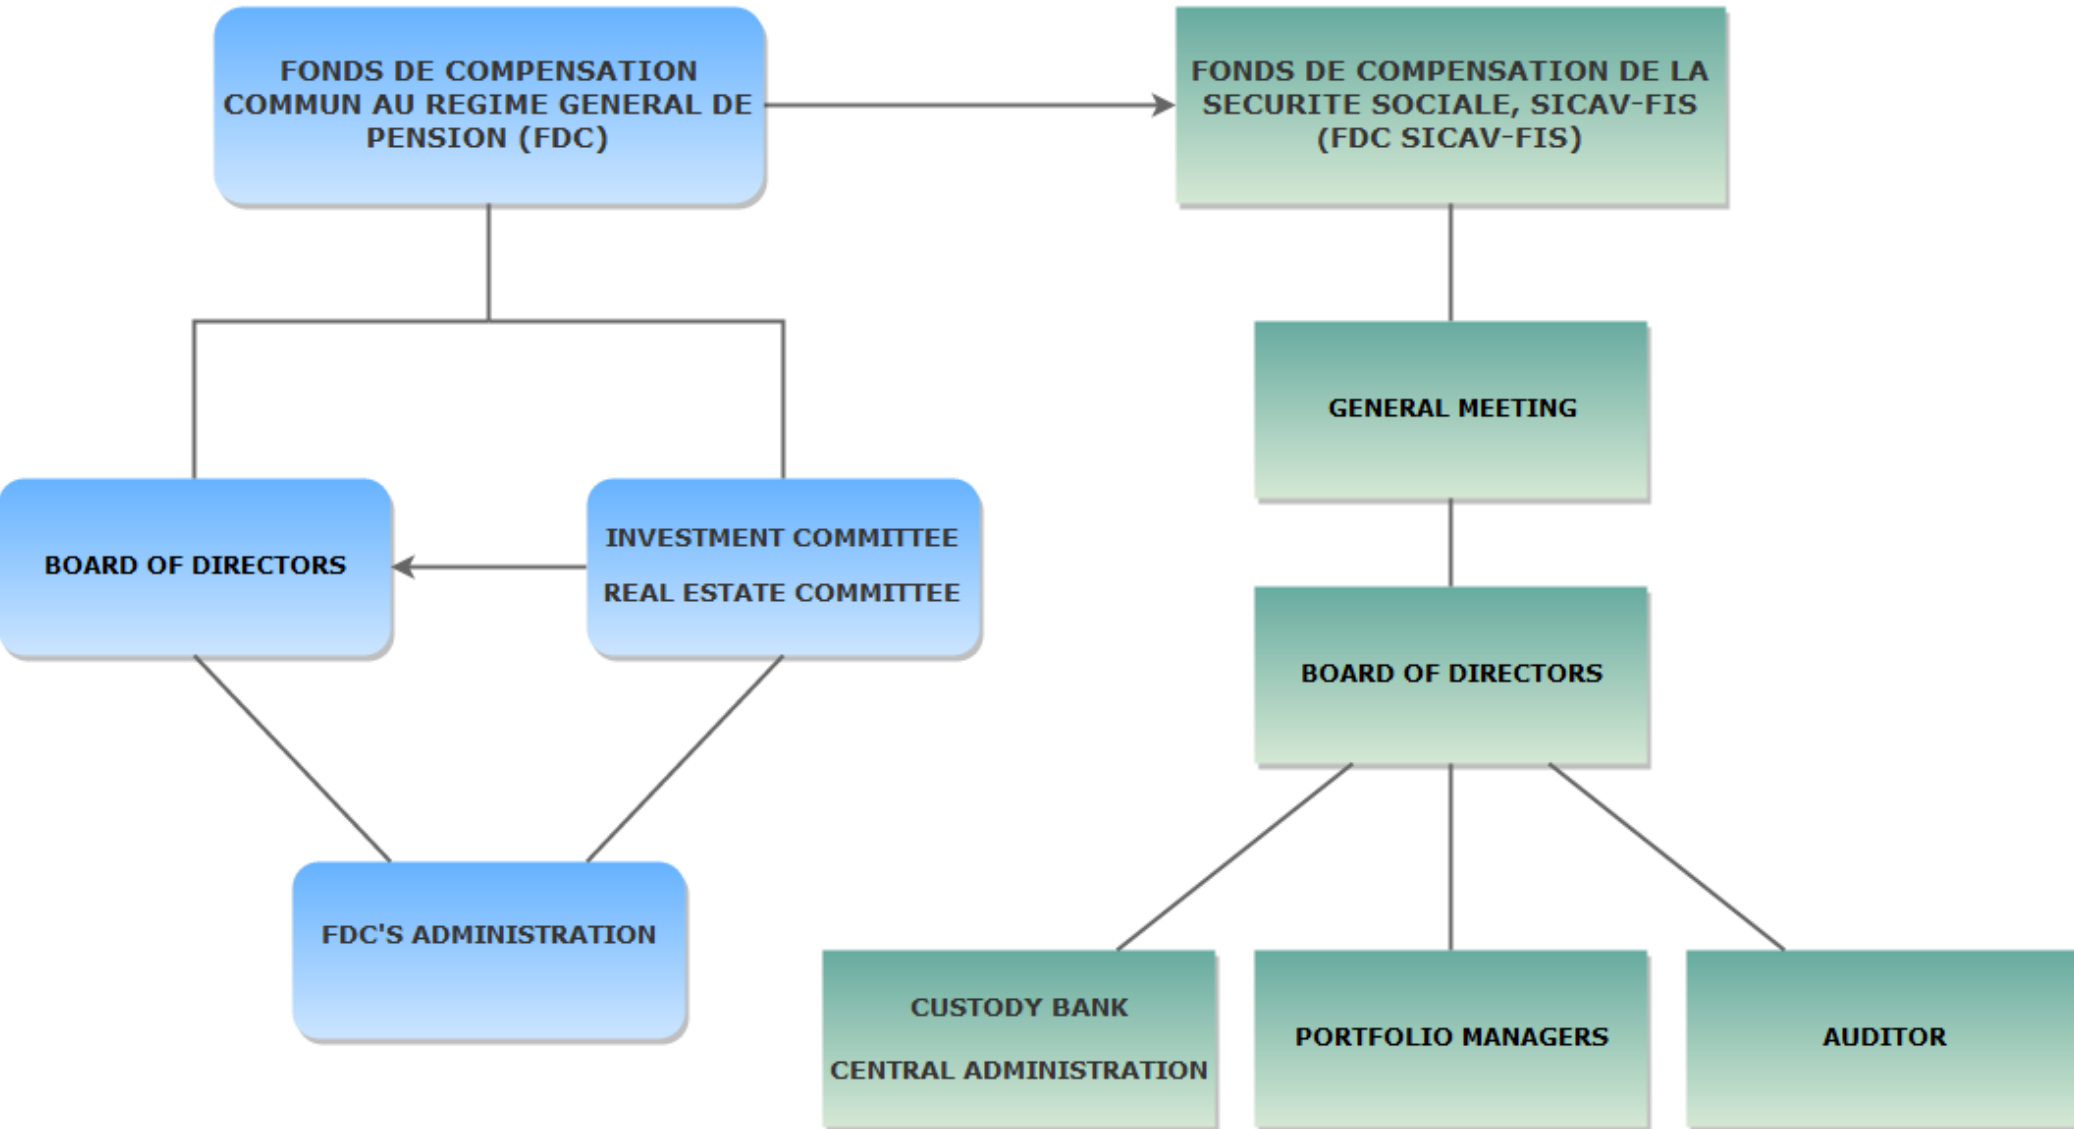 FONDS DE COMPENSATION
COMMUN AU REGIME GENERAL DE
PENSION (FDC)
FONDS DE COMPENSATION DE LA
SECURITE SOCIALE, SICAV-FIS
(FDC SICAV-FIS)
GENERAL MEETING
BOARD OF DIRECTORS
INVESTMENT COMMITTEE
REAL ESTATE COMMITTEE
BOARD OF DIRECTORS
FDC'S ADMINISTRATION
CUSTODY BANK
CENTRAL ADMINISTRATION
PORTFOLIO MANAGERS
AUDITOR